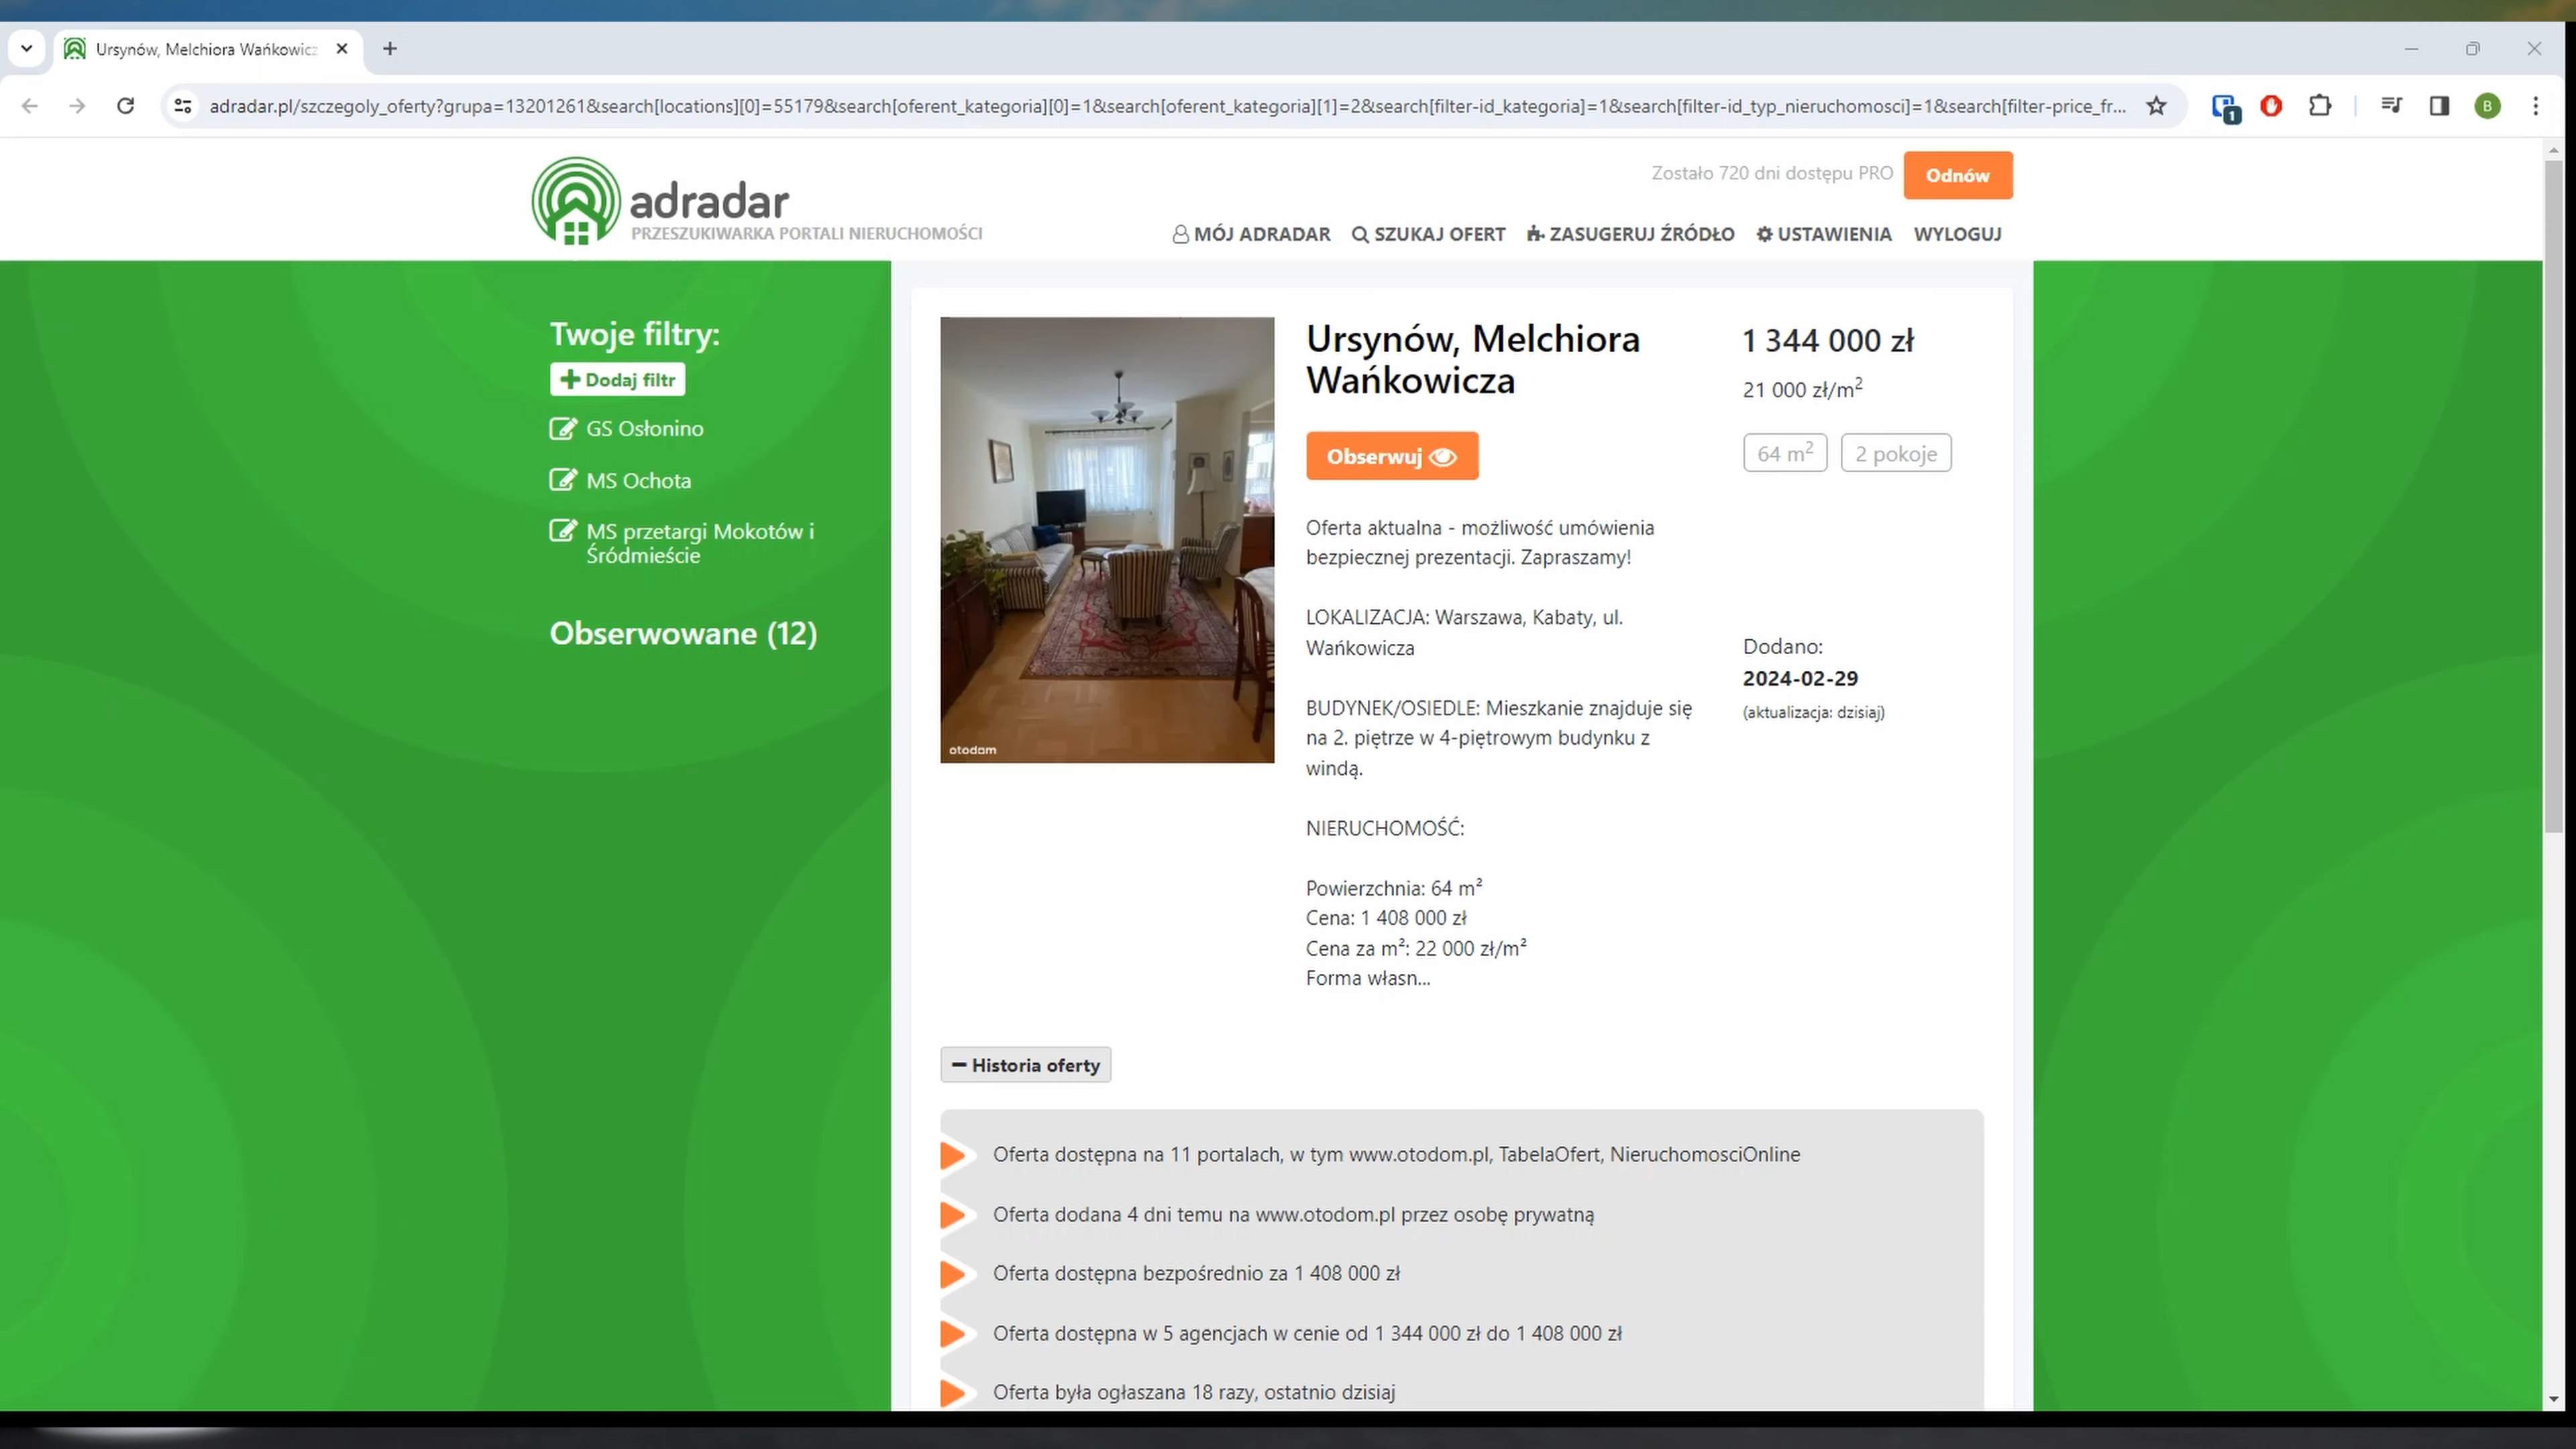 Ursynów, Melchiora Wańkowicz
adradar.pl/szczegoly_oferty?grupa=13201261&search[locations][0]=55179&search[oferent_kategoria][0]=1&search[oferent_kategoria][1]=2&search[filter-id_kategoria]=1&search[filter-id_typ_nieruchomosci]=1&search[filter-price_fr...
1
B
adradar
PRZESZUKIWARKA PORTALI NIERUCHOMOŚCI
Zostało 720 dni dostępu PRO
Odnów
MÓJ ADRADAR SZUKAJ OFERT ZASUGERUJ ŹRÓDŁO USTAWIENIA WYLOGUJ
Twoje filtry:
Dodaj filtr
GS Osłonino
MS Ochota
MS przetargi Mokotów i
Śródmieście
Obserwowane (12)
otodom
Ursynów, Melchiora
Wańkowicza
Obserwuj
1 344 000 zł
21 000 zł/m²
64 m² 2 pokoje
Oferta aktualna - możliwość umówienia
bezpiecznej prezentacji. Zapraszamy!
LOKALIZACJA: Warszawa, Kabaty, ul.
Wańkowicza
BUDYNEK/OSIEDLE: Mieszkanie znajduje się
na 2. piętrze w 4-piętrowym budynku z
windą.
NIERUCHOMOŚĆ:
Powierzchnia: 64 m²
Cena: 1 408 000 zł
Cena za m²: 22 000 zł/m²
Forma własn...
Dodano:
2024-02-29
(aktualizacja: dzisiaj)
Historia oferty
Oferta dostępna na 11 portalach, w tym www.otodom.pl, TabelaOfert, NieruchomosciOnline
Oferta dodana 4 dni temu na www.otodom.pl przez osobę prywatną
Oferta dostępna bezpośrednio za 1 408 000 zł
Oferta dostępna w 5 agencjach w cenie od 1 344 000 zł do 1 408 000 zł
Oferta była ogłaszana 18 razy, ostatnio dzisiaj